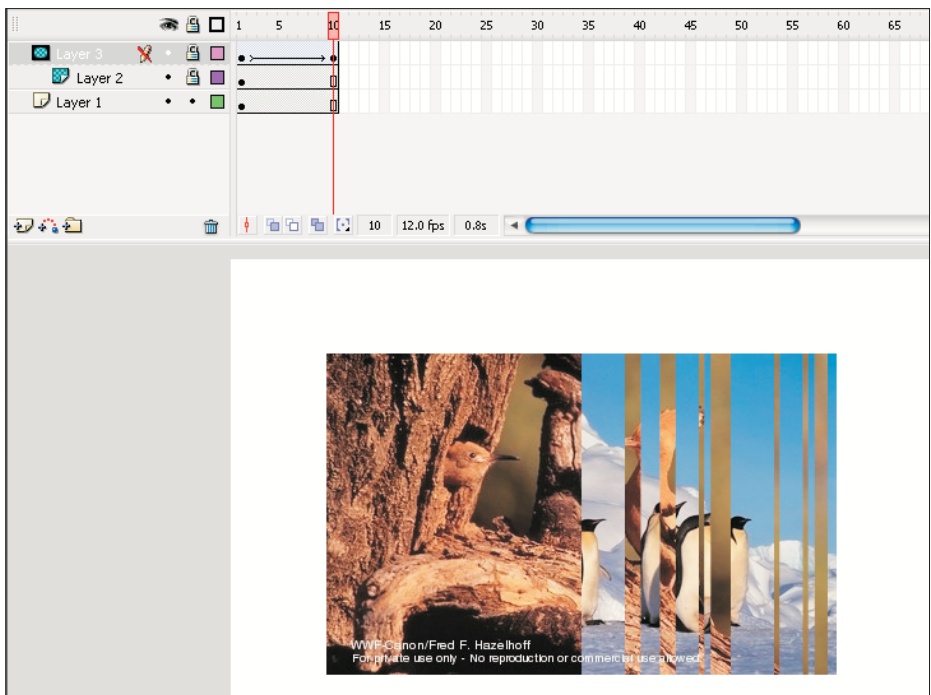 1 5 10 15 20 25 30 35 40 45 50 55 60 65
Layer 3
Layer 2
Layer 1
10 12.0 fps 0.8s
WWF-Canon/Fred F. Hazelhoff
For private use only - No reproduction or commercial use allowed.